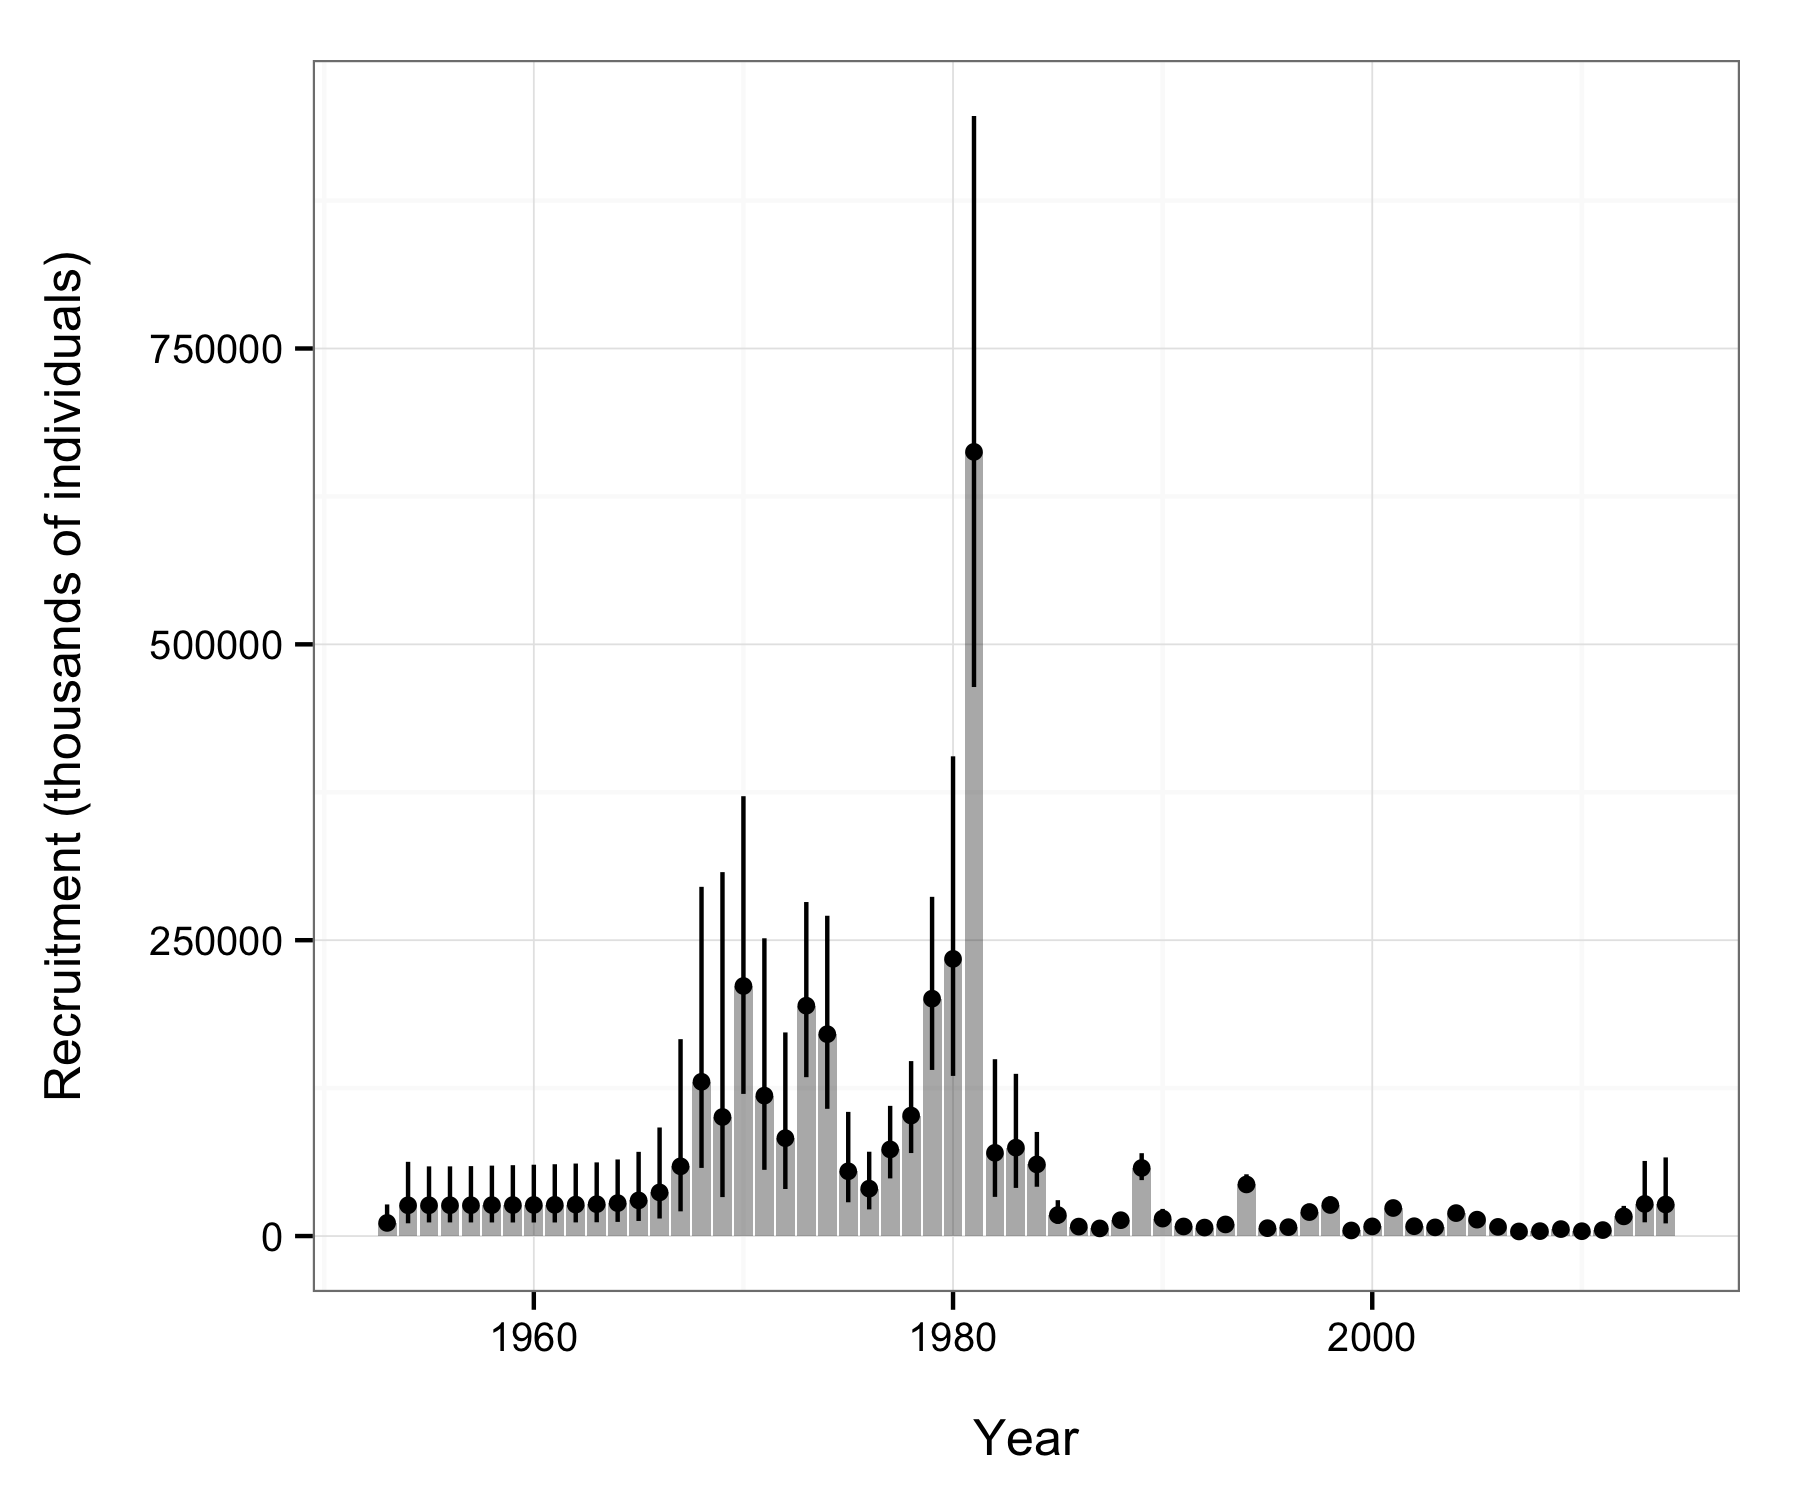 Recruitment (thousands of individuals)
750000
500000
250000
0
1960 1980 2000
Year